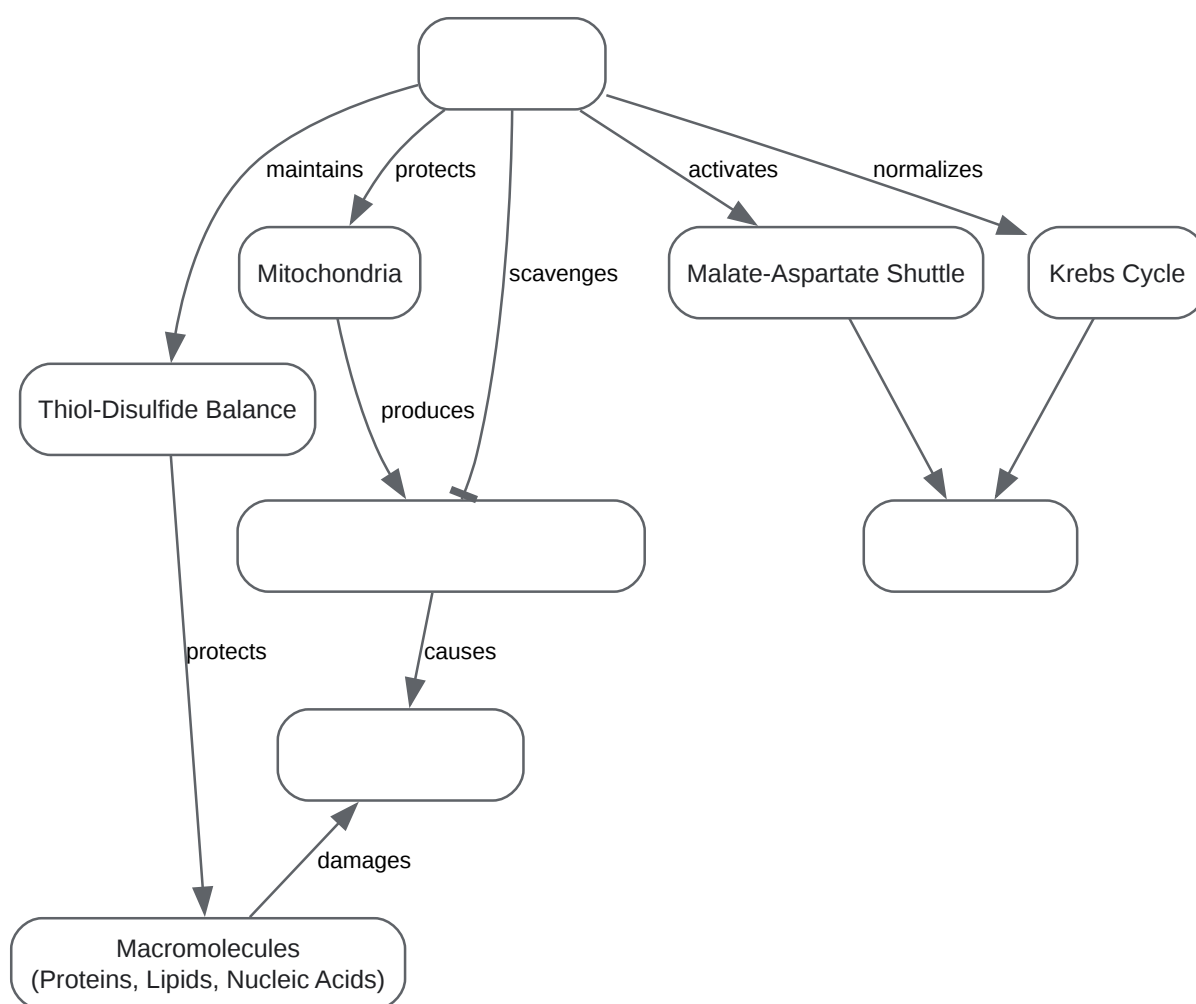 maintains
protects
activates
normalizes
Mitochondria
scavenges
Malate-Aspartate Shuttle
Krebs Cycle
Thiol-Disulfide Balance
produces
protects
causes
damages
Macromolecules
(Proteins, Lipids, Nucleic Acids)